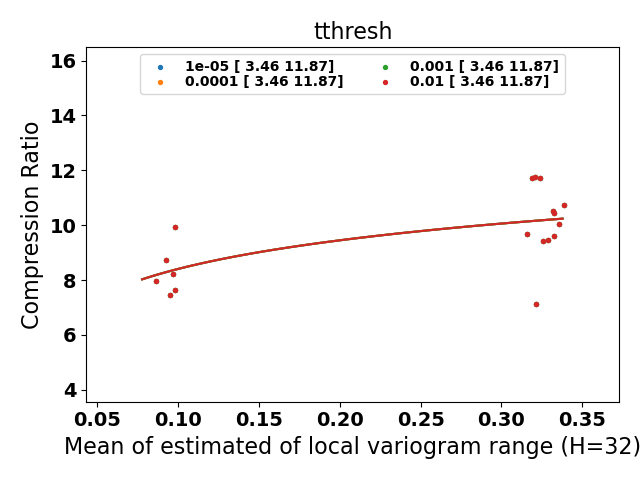 tthresh
1e-05 [ 3.46 11.87]
0.0001 [ 3.46 11.87]
0.001 [ 3.46 11.87]
0.01 [ 3.46 11.87]
Compression Ratio
16
14
12
10
8
6
4
0.05 0.10 0.15 0.20 0.25 0.30 0.35
Mean of estimated of local variogram range (H=32)